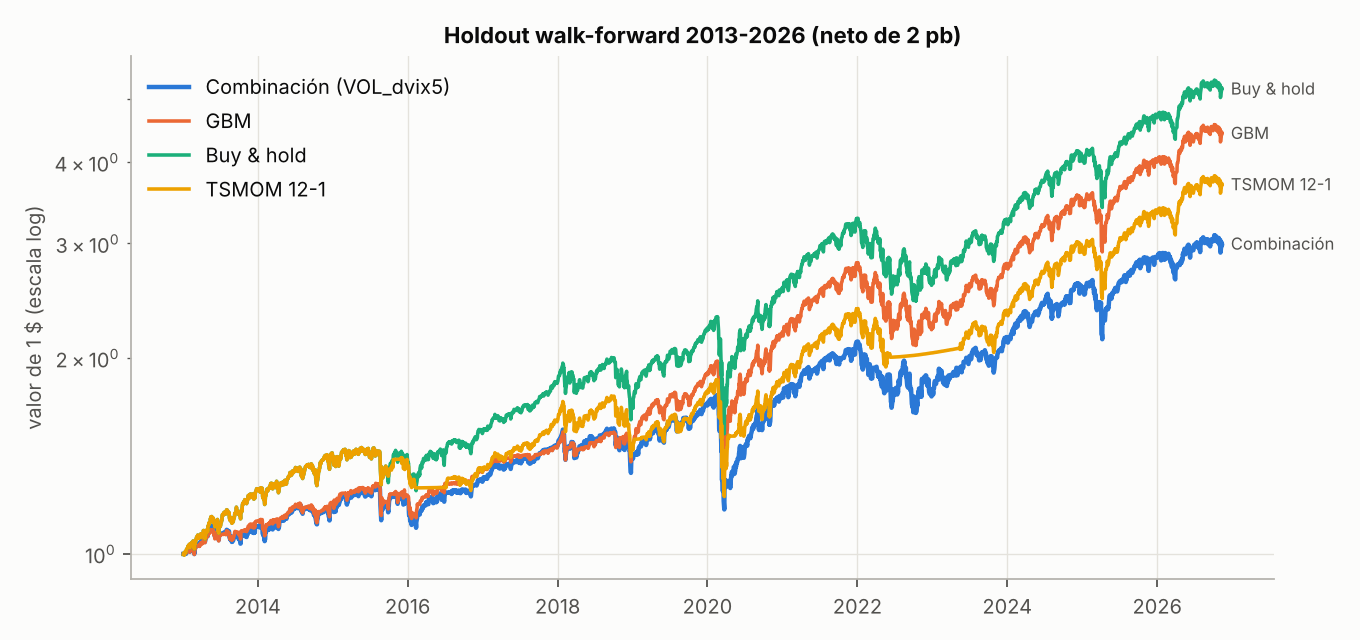 Holdout walk-forward 2013-2026 (neto de 2 pb)
Combinación (VOL_dvix5)
GBM
Buy & hold
TSMOM 12-1
valor de 1 $ (escala log)
4 × 10⁰
3 × 10⁰
2 × 10⁰
10⁰
Buy & hold
GBM
TSMOM 12-1
Combinación
2014 2016 2018 2020 2022 2024 2026